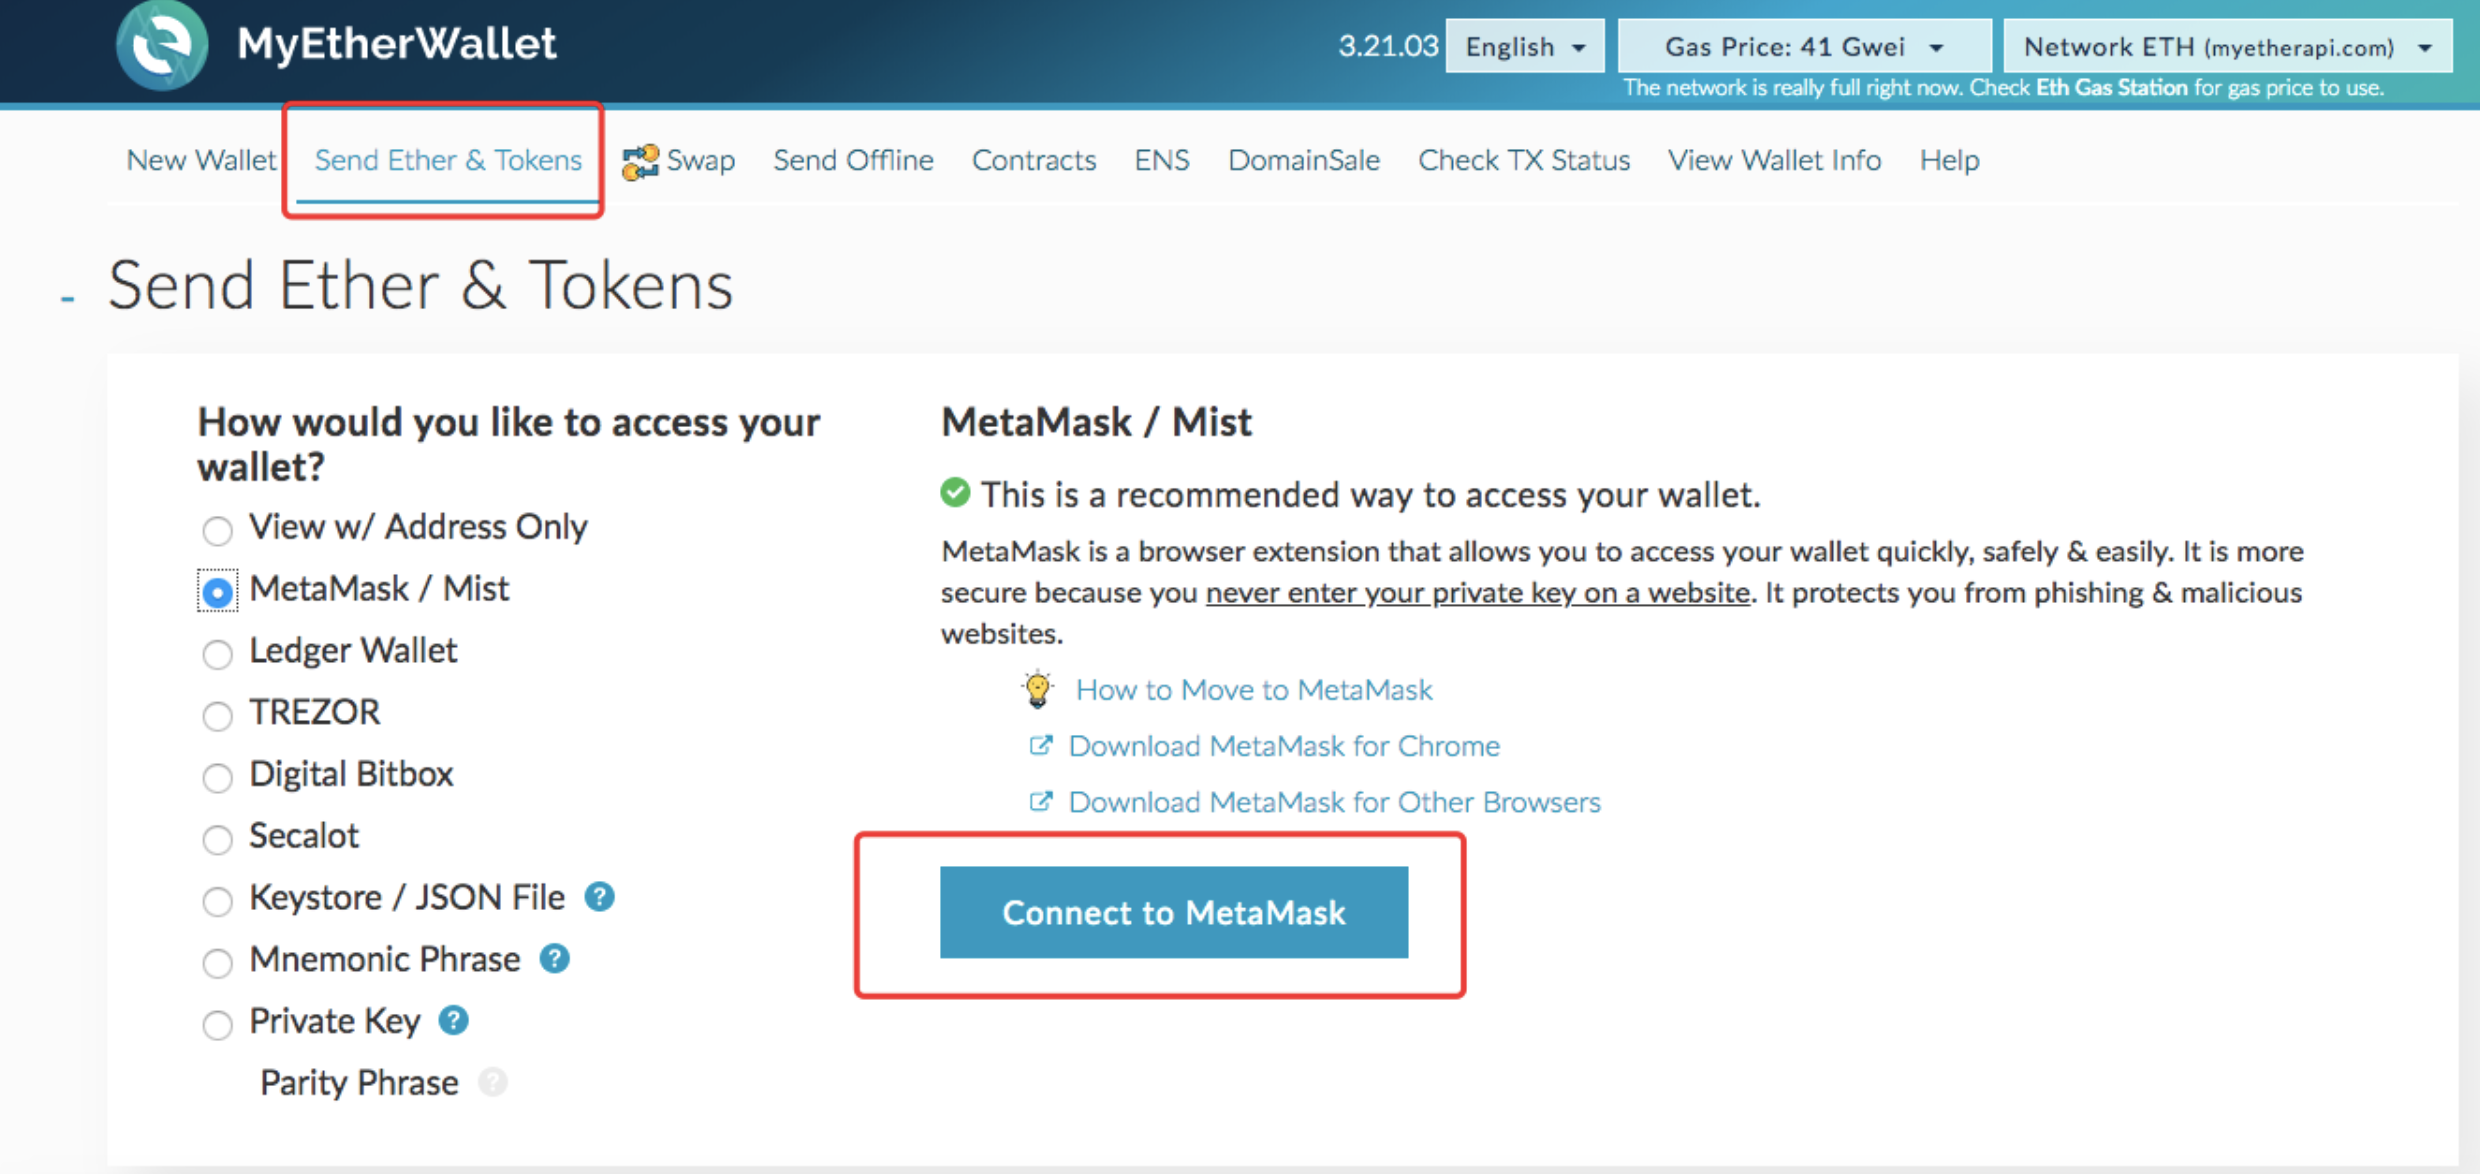 MyEtherWallet
3.21.03 English Gas Price: 41 Gwei Network ETH (myetherapi.com)
The network is really full right now. Check Eth Gas Station for gas price to use.
New Wallet Send Ether & Tokens Swap Send Offline Contracts ENS DomainSale Check TX Status View Wallet Info Help
- Send Ether & Tokens
How would you like to access your
wallet?
View w/ Address Only
MetaMask / Mist
Ledger Wallet
TREZOR
Digital Bitbox
Secalot
Keystore / JSON File ?
Mnemonic Phrase ?
Private Key ?
Parity Phrase ?
MetaMask / Mist
This is a recommended way to access your wallet.
MetaMask is a browser extension that allows you to access your wallet quickly, safely & easily. It is more
secure because you never enter your private key on a website. It protects you from phishing & malicious
websites.
How to Move to MetaMask
Download MetaMask for Chrome
Download MetaMask for Other Browsers
Connect to MetaMask